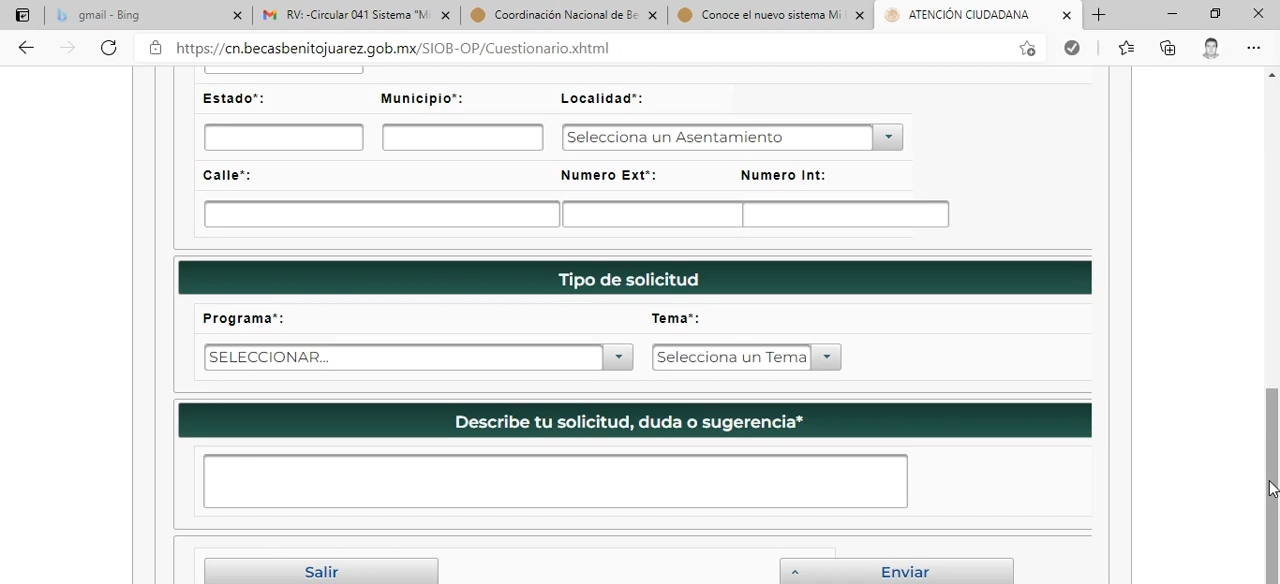 gmail - Bing
RV: -Circular 041 Sistema "Mi
Coordinación Nacional de Be
Conoce el nuevo sistema Mi
ATENCIÓN CIUDADANA
https://cn.becasbenitojuarez.gob.mx/SIOB-OP/Cuestionario.xhtml
Estado*: Municipio*: Localidad*:
Selecciona un Asentamiento
Calle*: Numero Ext*: Numero Int:
Tipo de solicitud
Programa*: Tema*:
SELECCIONAR... Selecciona un Tema
Describe tu solicitud, duda o sugerencia*
Salir Enviar